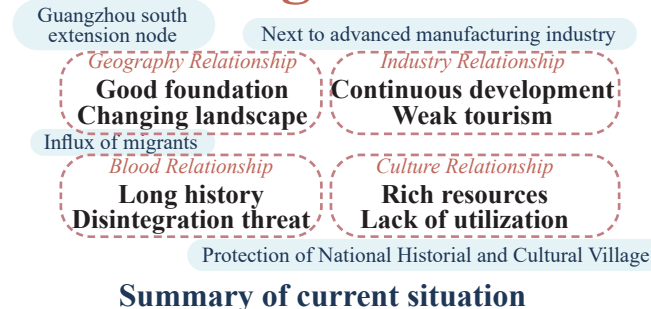 Guangzhou south
extension node
Next to advanced manufacturing industry
Geography Relationship
Good foundation
Changing landscape
Industry Relationship
Continuous development
Weak tourism
Influx of migrants
Blood Relationship
Long history
Disintegration threat
Culture Relationship
Rich resources
Lack of utilization
Protection of National Historial and Cultural Village
Summary of current situation